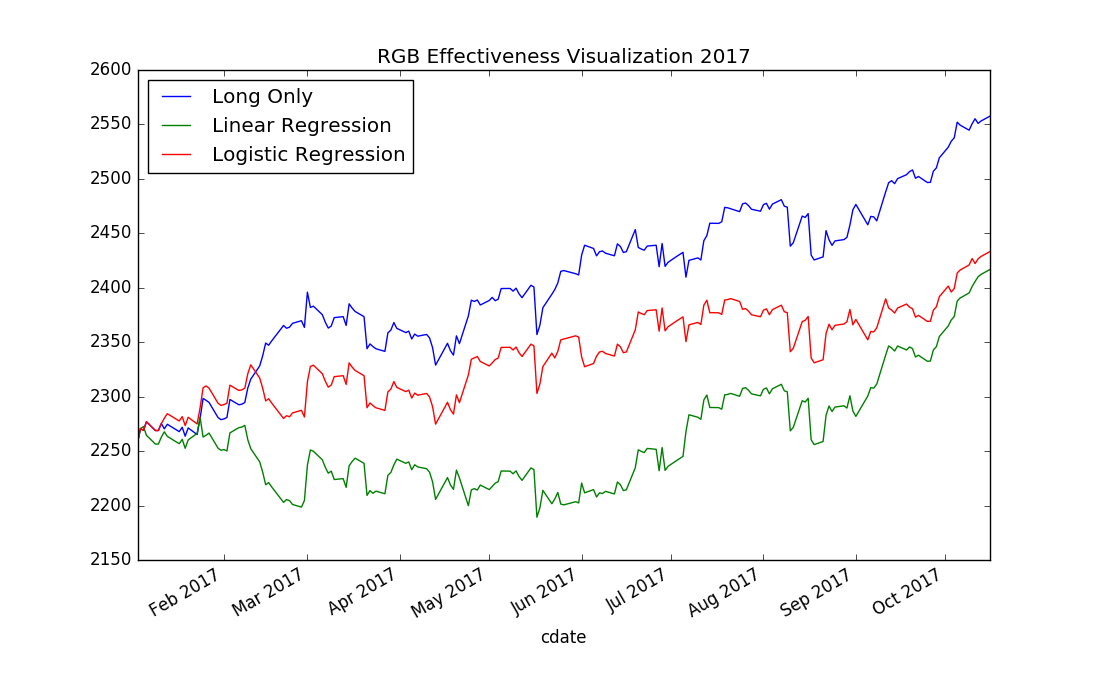 RGB Effectiveness Visualization 2017
2600
2550
2500
2450
2400
2350
2300
2250
2200
2150
Long Only
Linear Regression
Logistic Regression
Feb 2017
Mar 2017
Apr 2017
May 2017
Jun 2017
Jul 2017
Aug 2017
Sep 2017
Oct 2017
cdate